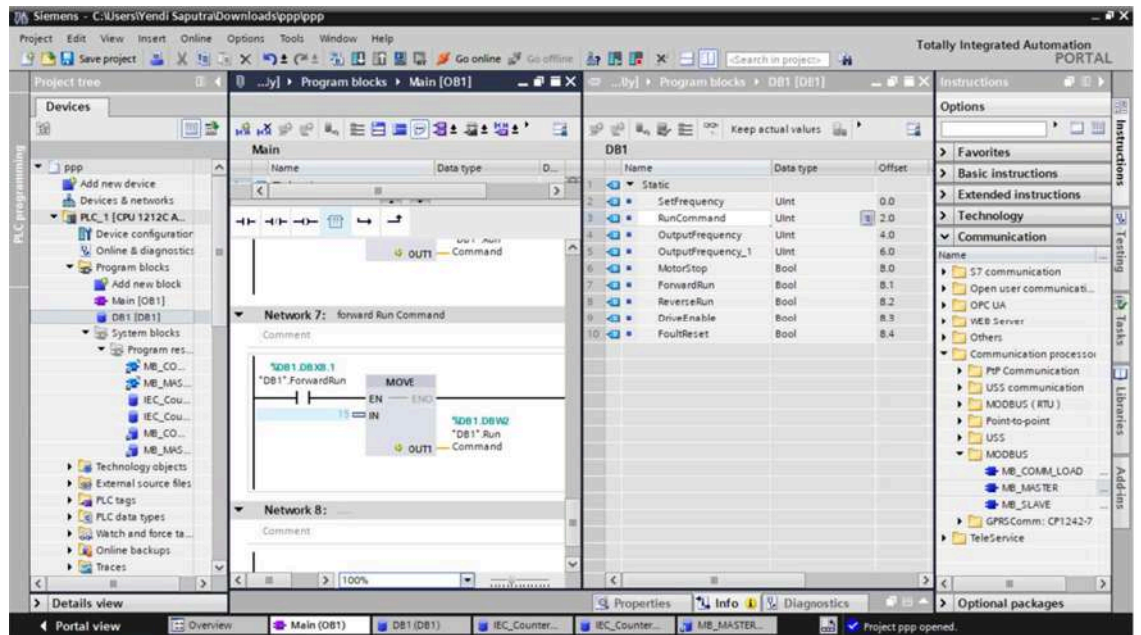 Siemens - C:\Users\Yendi Saputra\Downloads\ppp\ppp
Project Edit View Insert Online Options Tools Window Help
Totally Integrated Automation
PORTAL
Save project
Go online
Go offline
<Search in project>
Project tree
Devices
PLC programming
ppp
Add new device
Devices & networks
PLC_1 [CPU 1212C A...
Device configuration
Online & diagnostics
Program blocks
Add new block
Main [OB1]
DB1 [DB1]
System blocks
Program res...
MB_CO...
MB_MAS...
IEC_Cou...
IEC_Cou...
MB_CO...
MB_MAS...
Technology objects
External source files
PLC tags
PLC data types
Watch and force ta...
Online backups
Traces
Details view
...ly] Program blocks Main [OB1]
Main
Name Data type D...
OUT1 Command
Network 7: forward Run Command
Comment
%DB1.DBX8.1
"DB1".ForwardRun
MOVE
EN ENO
15 IN
%DB1.DBW2
"DB1".Run
OUT1 Command
Network 8: ....
Comment
100%
...lly] Program blocks DB1 [DB1]
Keep actual values
DB1
Name Data type Offset
1 Static
2 SetFrequency UInt 0.0
3 RunCommand UInt 2.0
4 OutputFrequency UInt 4.0
5 OutputFrequency_1 UInt 6.0
6 MotorStop Bool 8.0
7 ForwardRun Bool 8.1
8 ReverseRun Bool 8.2
9 DriveEnable Bool 8.3
10 FoultReset Bool 8.4
Properties Info Diagnostics
Instructions
Options
Favorites
Basic instructions
Extended instructions
Technology
Communication
Name
S7 communication
Open user communicati...
OPC UA
WEB Server
Others
Communication processor
PtP Communication
USS communication
MODBUS (RTU)
Point-to-point
USS
MODBUS
MB_COMM_LOAD
MB_MASTER
MB_SLAVE
GPRSComm: CP1242-7
TeleService
Optional packages
Instructions
Testing
Tasks
Libraries
Add-ins
Portal view
Overview
Main (OB1)
DB1 (DB1)
IEC_Counter...
IEC_Counter...
MB_MASTER...
Project ppp opened.